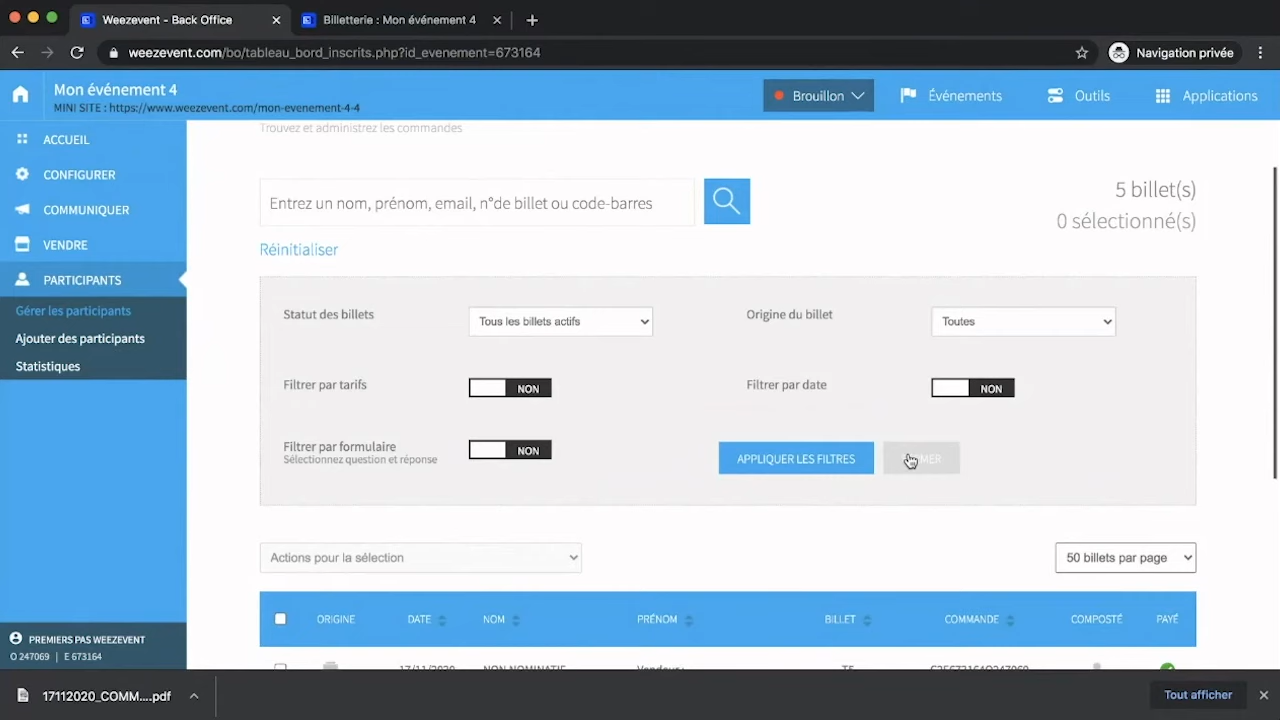 Weezevent - Back Office
Billetterie : Mon événement 4
weezevent.com/bo/tableau_bord_inscrits.php?id_evenement=673164
Navigation privée
Mon événement 4
MINI SITE : https://www.weezevent.com/mon-evenement-4-4
Brouillon
Événements
Outils
Applications
ACCUEIL
CONFIGURER
COMMUNIQUER
VENDRE
PARTICIPANTS
Gérer les participants
Ajouter des participants
Statistiques
PREMIERS PAS WEEZEVENT
O 247069 | E 673164
Trouvez et administrez les commandes
Entrez un nom, prénom, email, n°de billet ou code-barres
5 billet(s)
0 sélectionné(s)
Réinitialiser
Statut des billets
Tous les billets actifs
Origine du billet
Toutes
Filtrer par tarifs
NON
Filtrer par date
NON
Filtrer par formulaire
Sélectionnez question et réponse
NON
APPLIQUER LES FILTRES
Actions pour la sélection
50 billets par page
ORIGINE DATE NOM PRÉNOM BILLET COMMANDE COMPOSTÉ PAYÉ
17/11/2020 NON NOMINATIF Vendeur :
17112020_COMM....pdf
Tout afficher